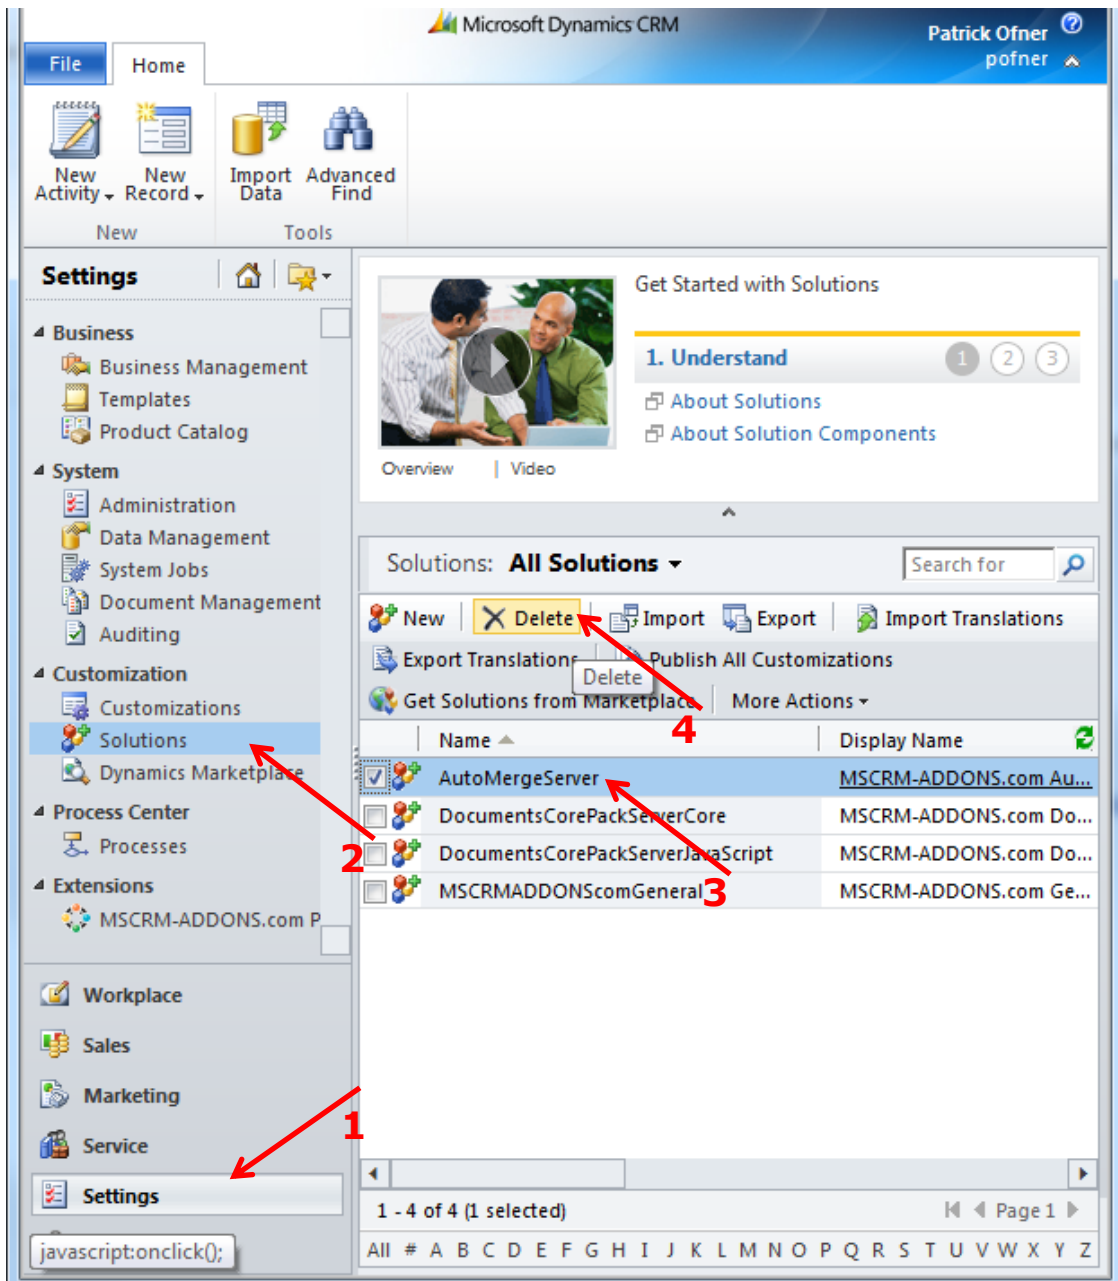 Microsoft Dynamics CRM
Patrick Ofner
pofner
File
Home
New Activity
New Record
Import Data
Advanced Find
New
Tools
Settings
Business
Business Management
Templates
Product Catalog
System
Administration
Data Management
System Jobs
Document Management
Auditing
Customization
Customizations
Solutions
Dynamics Marketplace
Process Center
Processes
Extensions
MSCRM-ADDONS.com P
Workplace
Sales
Marketing
Service
Settings
javascript:onclick();
Get Started with Solutions
1. Understand
1 2 3
About Solutions
About Solution Components
Overview | Video
Solutions: All Solutions
Search for
New
Delete
Import
Export
Import Translations
Export Translations
Publish All Customizations
Delete
Get Solutions from Marketplace
More Actions
Name
Display Name
AutoMergeServer MSCRM-ADDONS.com Au...
DocumentsCorePackServerCore MSCRM-ADDONS.com Do...
DocumentsCorePackServerJavaScript MSCRM-ADDONS.com Do...
MSCRMADDONScomGeneral MSCRM-ADDONS.com Ge...
1
2
3
4
1 - 4 of 4 (1 selected)
Page 1
All # A B C D E F G H I J K L M N O P Q R S T U V W X Y Z